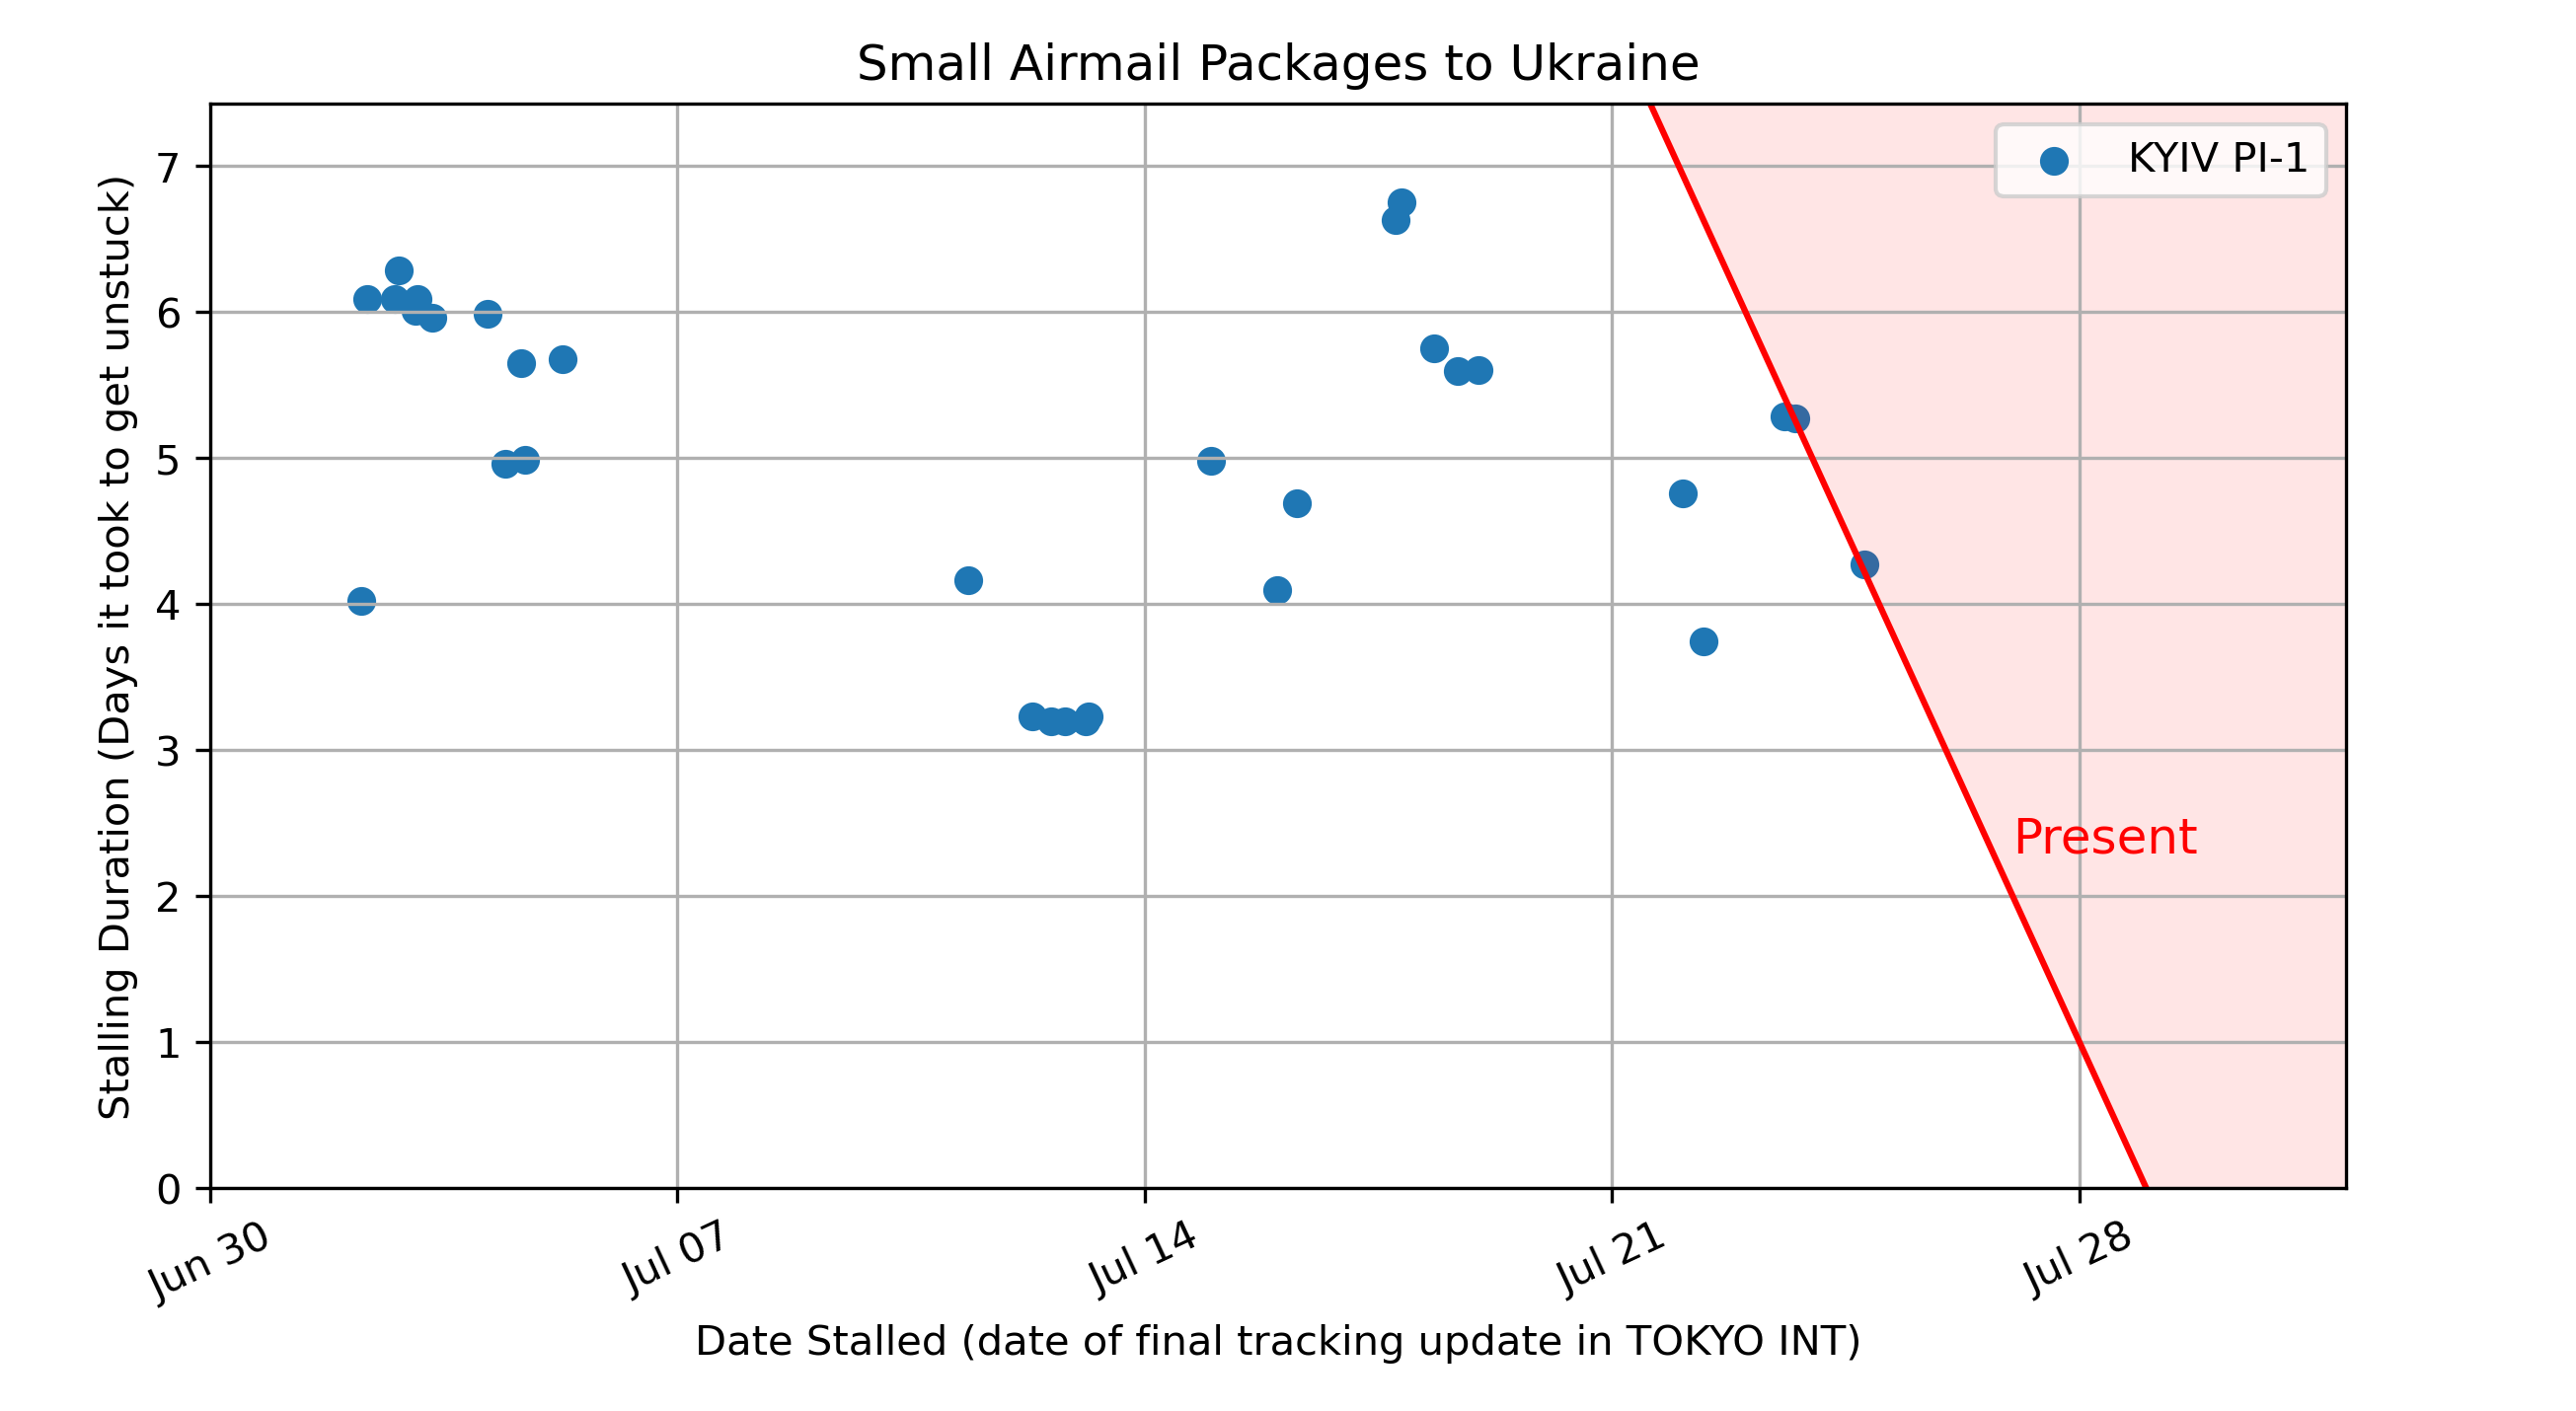 Small Airmail Packages to Ukraine
KYIV PI-1
Stalling Duration (Days it took to get unstuck)
7
6
5
4
3
2
1
0
Present
Jun 30
Jul 07
Jul 14
Jul 21
Jul 28
Date Stalled (date of final tracking update in TOKYO INT)